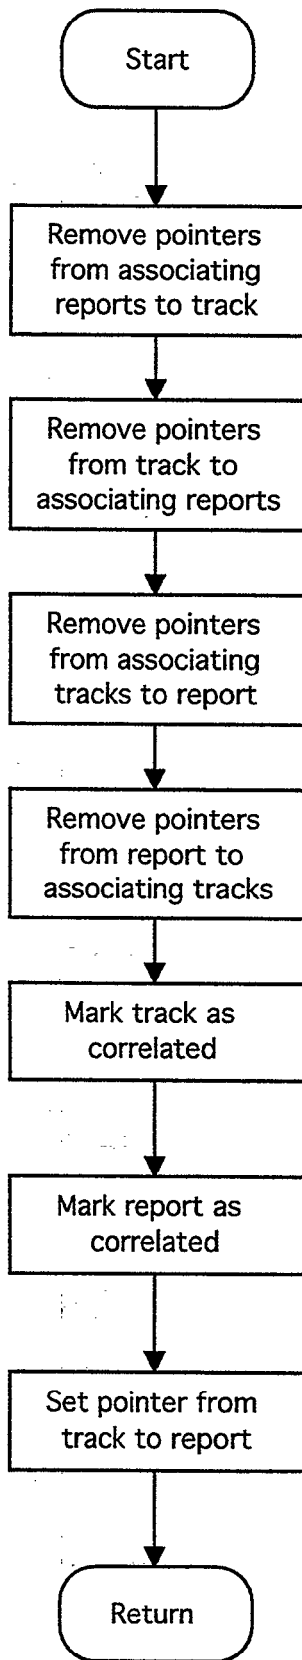 Start
Remove pointers
from associating
reports to track
Remove pointers
from track to
associating reports
Remove pointers
from associating
tracks to report
Remove pointers
from report to
associating tracks
Mark track as
correlated
Mark report as
correlated
Set pointer from
track to report
Return